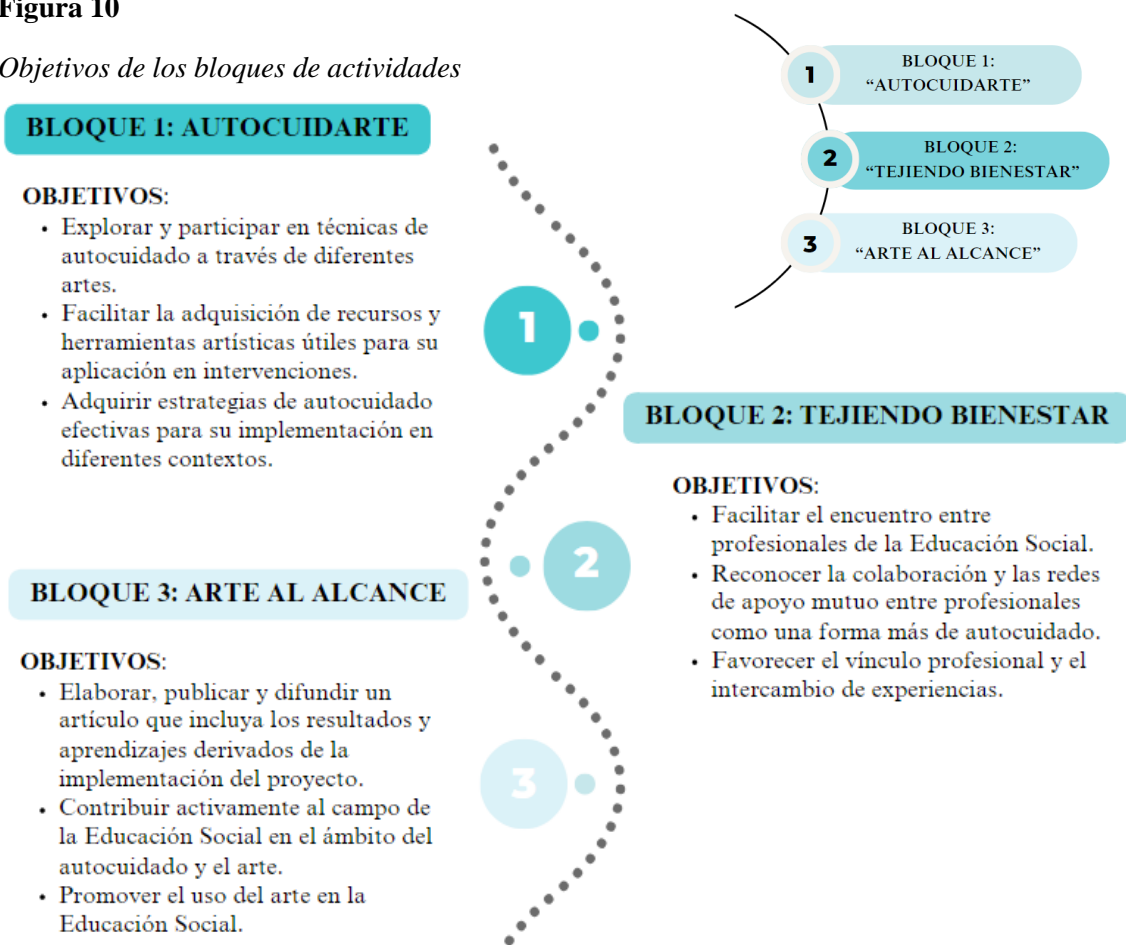 Figura 10
Objetivos de los bloques de actividades
1
BLOQUE 1:
“AUTOCUIDARTE”
2
BLOQUE 2:
“TEJIENDO BIENESTAR”
3
BLOQUE 3:
“ARTE AL ALCANCE”
BLOQUE 1: AUTOCUIDARTE
OBJETIVOS:
• Explorar y participar en técnicas de
autocuidado a través de diferentes
artes.
• Facilitar la adquisición de recursos y
herramientas artísticas útiles para su
aplicación en intervenciones.
• Adquirir estrategias de autocuidado
efectivas para su implementación en
diferentes contextos.
1
BLOQUE 2: TEJIENDO BIENESTAR
OBJETIVOS:
• Facilitar el encuentro entre
profesionales de la Educación Social.
• Reconocer la colaboración y las redes
de apoyo mutuo entre profesionales
como una forma más de autocuidado.
• Favorecer el vínculo profesional y el
intercambio de experiencias.
2
BLOQUE 3: ARTE AL ALCANCE
OBJETIVOS:
• Elaborar, publicar y difundir un
artículo que incluya los resultados y
aprendizajes derivados de la
implementación del proyecto.
• Contribuir activamente al campo de
la Educación Social en el ámbito del
autocuidado y el arte.
• Promover el uso del arte en la
Educación Social.
3